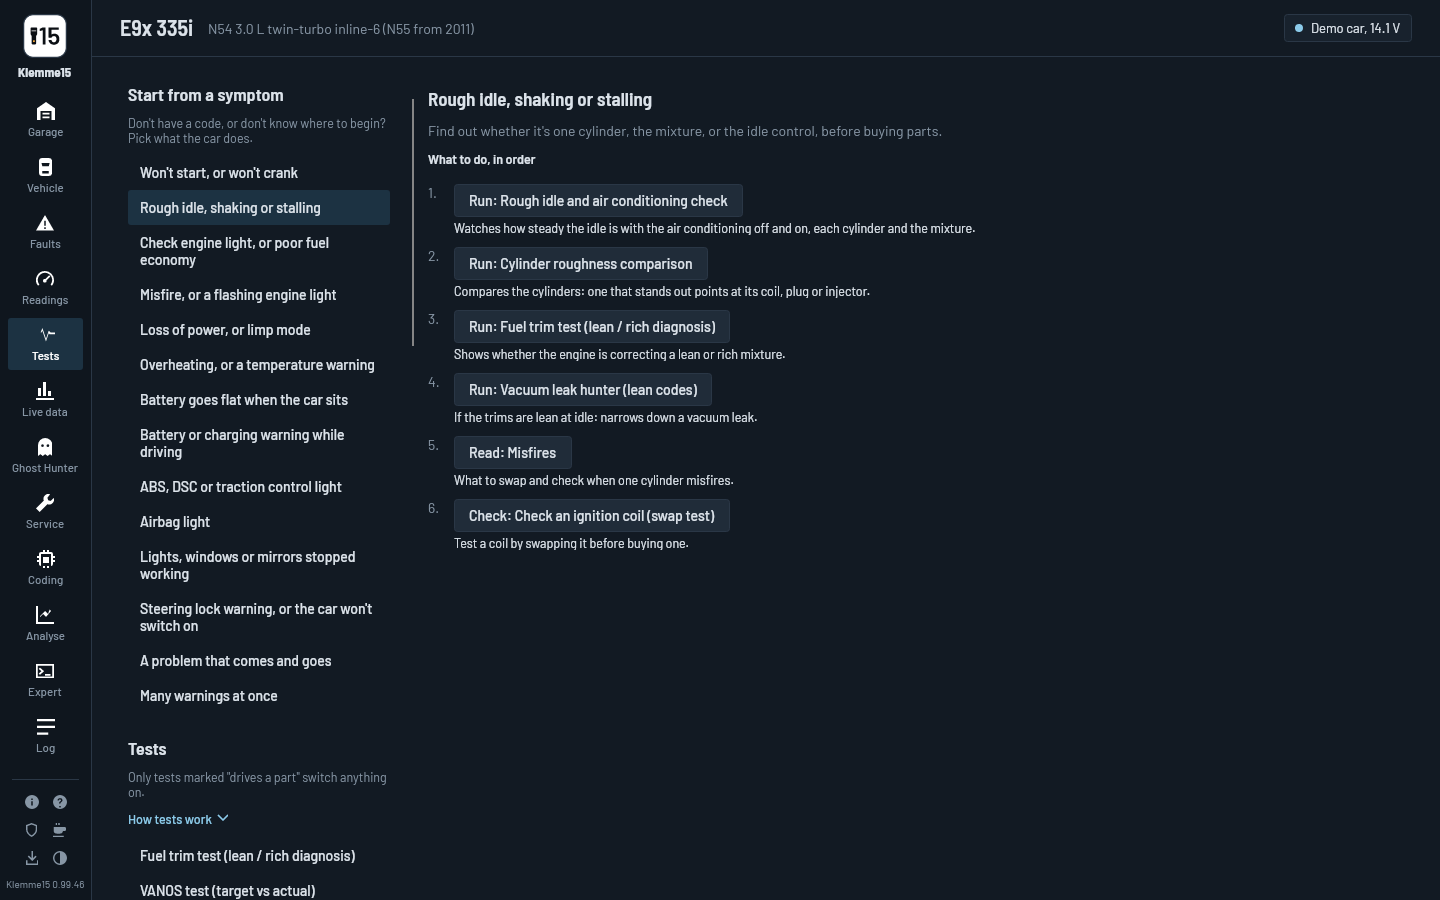 15
Klemme15
Garage
Vehicle
Faults
Readings
Tests
Live data
Ghost Hunter
Service
Coding
Analyse
Expert
Log
Klemme15 0.99.46
E9x 335i
N54 3.0 L twin-turbo inline-6 (N55 from 2011)
Demo car, 14.1 V
Start from a symptom
Don't have a code, or don't know where to begin?
Pick what the car does.
Won't start, or won't crank
Rough idle, shaking or stalling
Check engine light, or poor fuel
economy
Misfire, or a flashing engine light
Loss of power, or limp mode
Overheating, or a temperature warning
Battery goes flat when the car sits
Battery or charging warning while
driving
ABS, DSC or traction control light
Airbag light
Lights, windows or mirrors stopped
working
Steering lock warning, or the car won't
switch on
A problem that comes and goes
Many warnings at once
Tests
Only tests marked "drives a part" switch anything
on.
How tests work
Fuel trim test (lean / rich diagnosis)
VANOS test (target vs actual)
Rough idle, shaking or stalling
Find out whether it's one cylinder, the mixture, or the idle control, before buying parts.
What to do, in order
1. Run: Rough idle and air conditioning check
Watches how steady the idle is with the air conditioning off and on, each cylinder and the mixture.
2. Run: Cylinder roughness comparison
Compares the cylinders: one that stands out points at its coil, plug or injector.
3. Run: Fuel trim test (lean / rich diagnosis)
Shows whether the engine is correcting a lean or rich mixture.
4. Run: Vacuum leak hunter (lean codes)
If the trims are lean at idle: narrows down a vacuum leak.
5. Read: Misfires
What to swap and check when one cylinder misfires.
6. Check: Check an ignition coil (swap test)
Test a coil by swapping it before buying one.